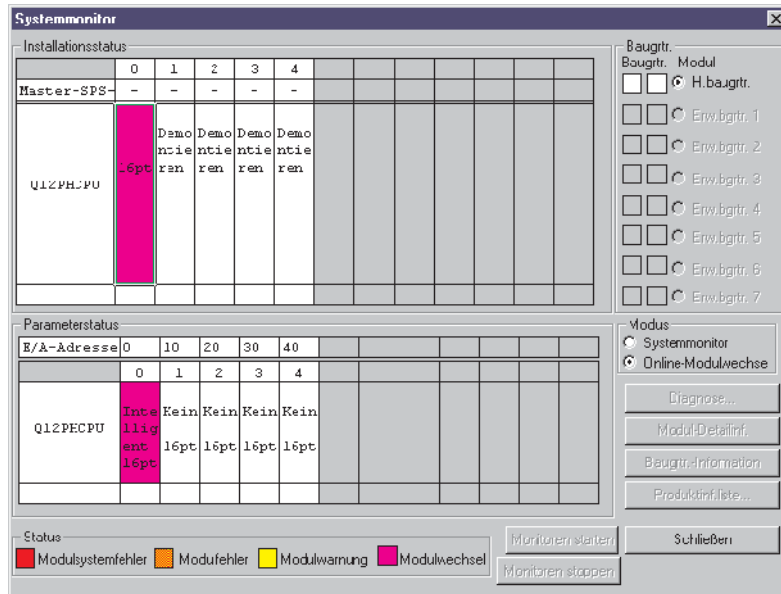 Systemmonitor
Installationsstatus
0 1 2 3 4
Master-SPS- - - - - -
16pt Demontieren Demontieren Demontieren Demontieren
Parameterstatus
E/A-Adresse 0 10 20 30 40
0 1 2 3 4
Intelligent 16pt Kein 16pt Kein 16pt Kein 16pt Kein 16pt
Status
Modulsystemfehler Modufehler Modulwarnung Modulwechsel
Baugrtr.
Baugrtr. Modul
H.baugrtr.
Erw.bgrtr. 1
Erw.bgrtr. 2
Erw.bgrtr. 3
Erw.bgrtr. 4
Erw.bgrtr. 5
Erw.bgrtr. 6
Erw.bgrtr. 7
Modus
Systemmonitor
Online-Modulwechse
Diagnose...
Modul-Detailinf.
Baugrtr.-Information
Produktinf.liste...
Monitoren starten
Schließen
Monitoren stoppen